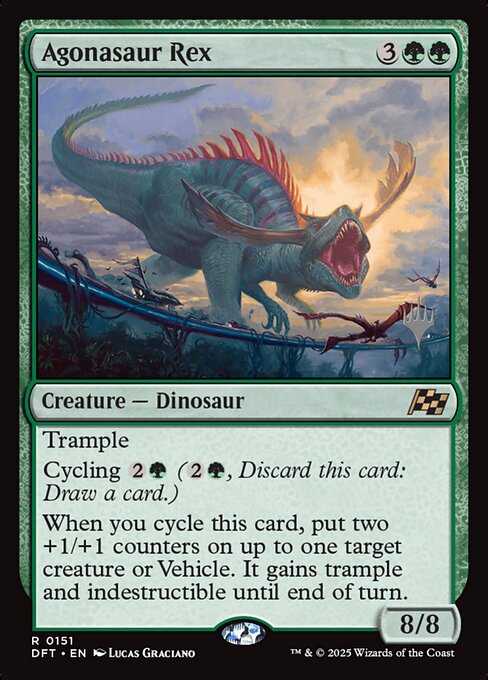 Agonasaur Rex 3
Creature — Dinosaur
Trample
Cycling 2 (2, Discard this card:
Draw a card.)
When you cycle this card, put two
+1/+1 counters on up to one target
creature or Vehicle. It gains trample
and indestructible until end of turn.
8/8
R 0151
DFT • EN Lucas Graciano
™ & © 2025 Wizards of the Coast